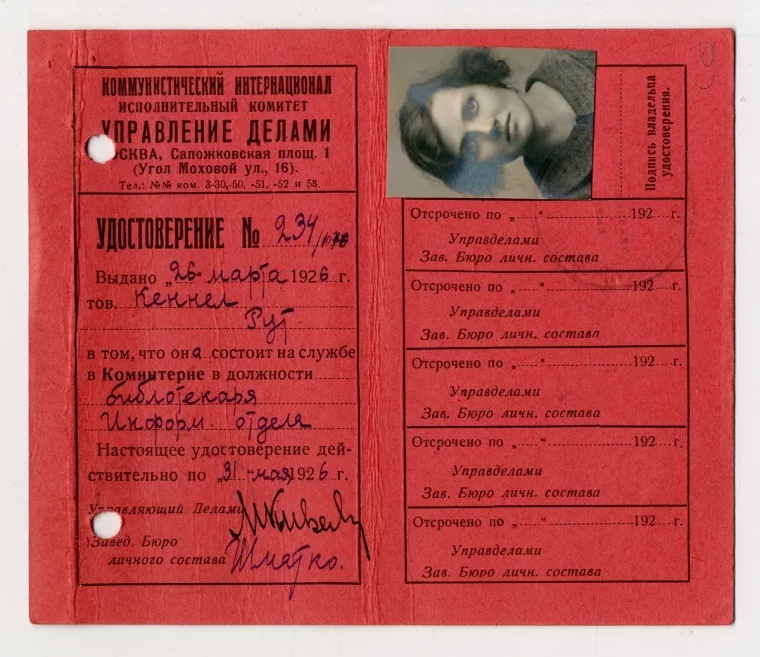 КОММУНИСТИЧЕСКИЙ ИНТЕРНАЦИОНАЛ
ИСПОЛНИТЕЛЬНЫЙ КОМИТЕТ
УПРАВЛЕНИЕ ДЕЛАМИ
МОСКВА, Сапожковская площ. 1
(Угол Моховой ул., 16).
Тел.: №№ ком. 3-30,-50, -51, -52 и 53.
УДОСТОВЕРЕНИЕ № 234/
Выдано „26“ марта 1926 г.
тов. Кеннел
Рут
в том, что она состоит на службе
в Коминтерне в должности
библотекаря
Информ. отдела
Настоящее удостоверение дей-
ствительно по „31“ мая 1926 г.
Управляющий Делами
Завед. Бюро
личного состава Шмятко.
Подпись владельца
удостоверения.
Отсрочено по „ “ 192 г.
Управделами
Зав. Бюро личн. состава
Отсрочено по „ “ 192 г.
Управделами
Зав. Бюро личн. состава
Отсрочено по „ “ 192 г.
Управделами
Зав. Бюро личн. состава
Отсрочено по „ “ 192 г.
Управделами
Зав. Бюро личн. состава
Отсрочено по „ “ 192 г.
Управделами
Зав. Бюро личн. состава